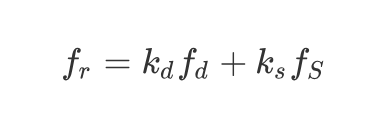 f_r = k_d f_d + k_s f_S